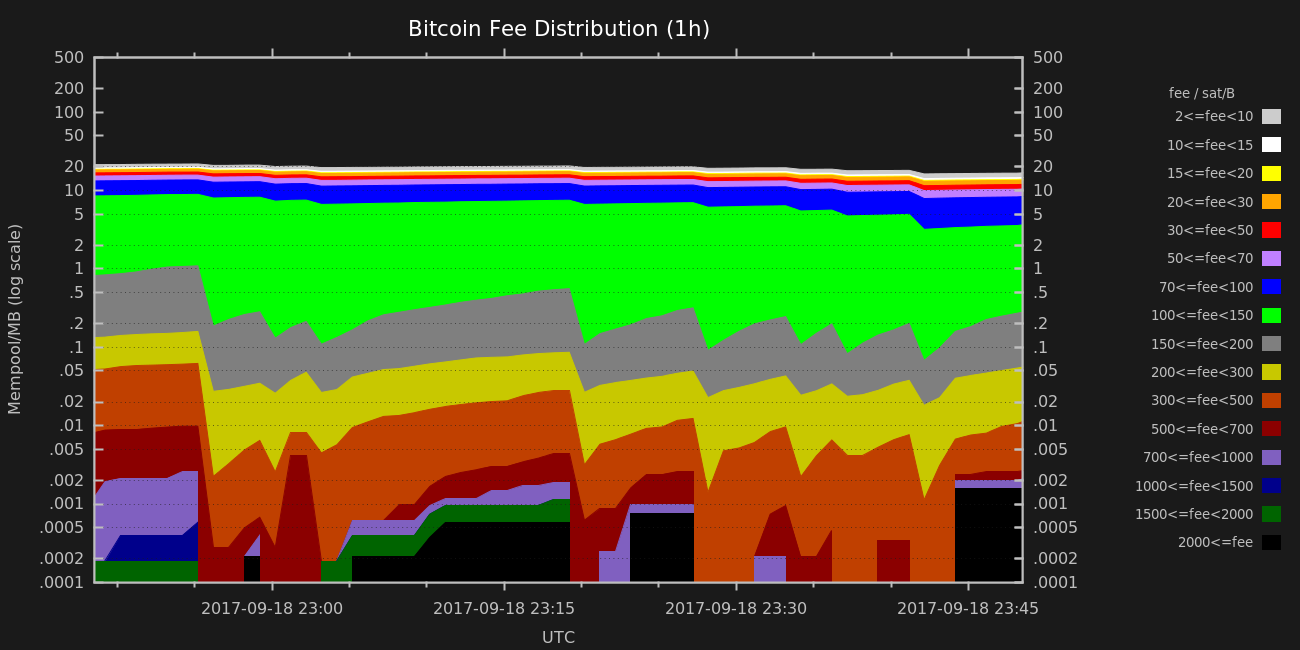 Bitcoin Fee Distribution (1h)
500
200
100
50
20
10
5
2
1
.5
.2
.1
.05
.02
.01
.005
.002
.001
.0005
.0002
.0001
Mempool/MB (log scale)
500
200
100
50
20
10
5
2
1
.5
.2
.1
.05
.02
.01
.005
.002
.001
.0005
.0002
.0001
2017-09-18 23:00
2017-09-18 23:15
2017-09-18 23:30
2017-09-18 23:45
UTC
fee / sat/B
2<=fee<10
10<=fee<15
15<=fee<20
20<=fee<30
30<=fee<50
50<=fee<70
70<=fee<100
100<=fee<150
150<=fee<200
200<=fee<300
300<=fee<500
500<=fee<700
700<=fee<1000
1000<=fee<1500
1500<=fee<2000
2000<=fee